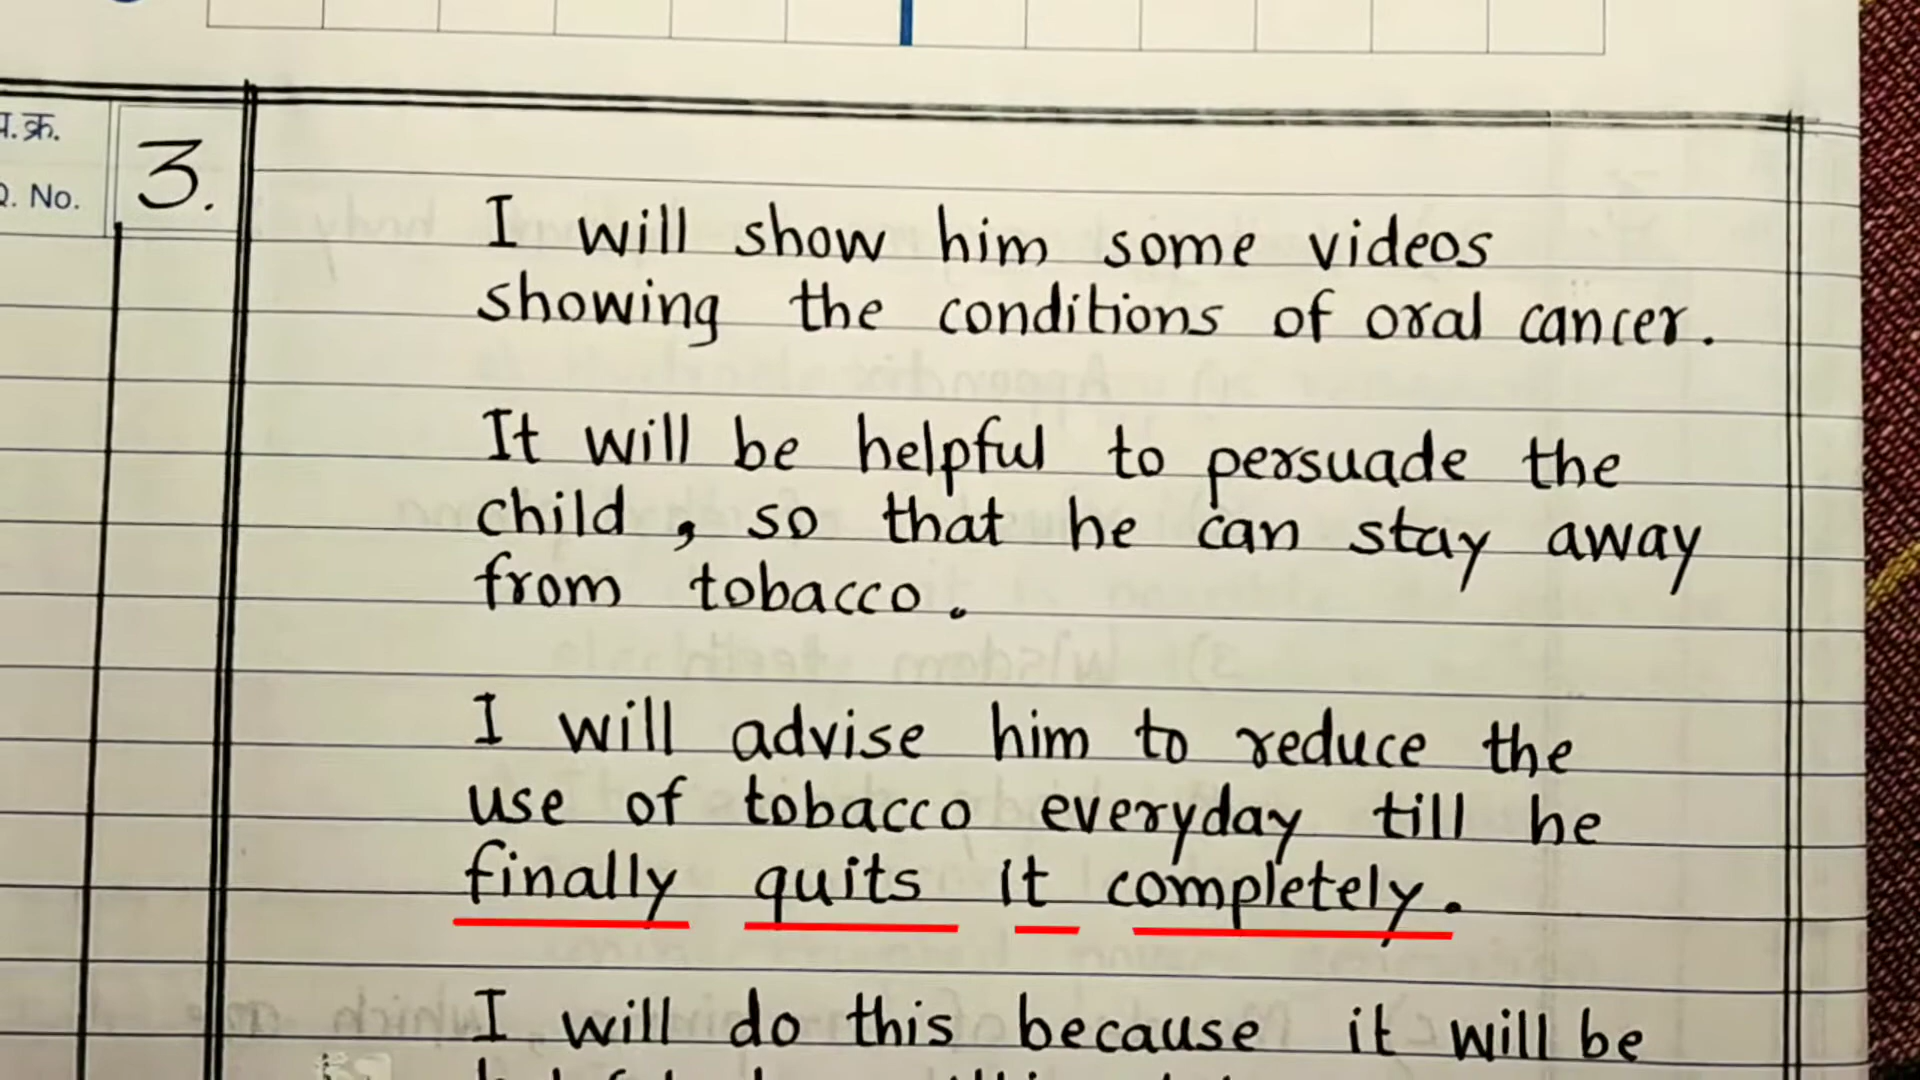 प.क्र.
Q. No.
3.
I will show him some videos
showing the conditions of oral cancer.
It will be helpful to persuade the
child, so that he can stay away
from tobacco.
I will advise him to reduce the
use of tobacco everyday till he
finally quits it completely.
I will do this because it will be